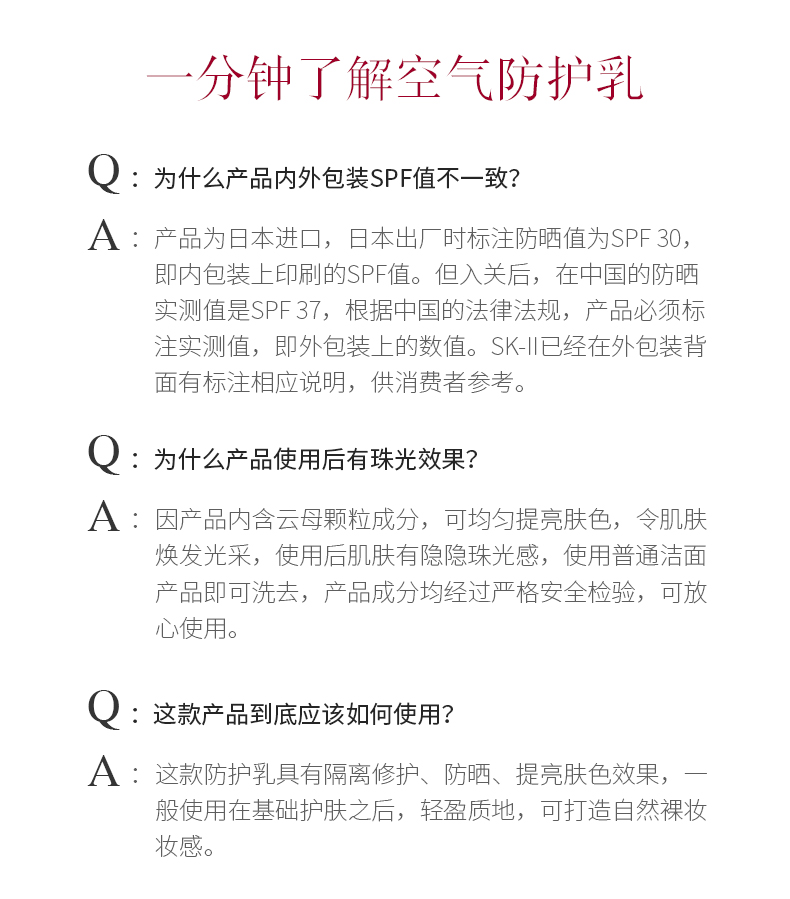 一分钟了解空气防护乳
Q：为什么产品内外包装SPF值不一致？
A：产品为日本进口，日本出厂时标注防晒值为SPF 30，
即内包装上印刷的SPF值。但入关后，在中国的防晒
实测值是SPF 37，根据中国的法律法规，产品必须标
注实测值，即外包装上的数值。SK-II已经在外包装背
面有标注相应说明，供消费者参考。
Q：为什么产品使用后有珠光效果？
A：因产品内含云母颗粒成分，可均匀提亮肤色，令肌肤
焕发光采，使用后肌肤有隐隐珠光感，使用普通洁面
产品即可洗去，产品成分均经过严格安全检验，可放
心使用。
Q：这款产品到底应该如何使用？
A：这款防护乳具有隔离修护、防晒、提亮肤色效果，一
般使用在基础护肤之后，轻盈质地，可打造自然裸妆
妆感。